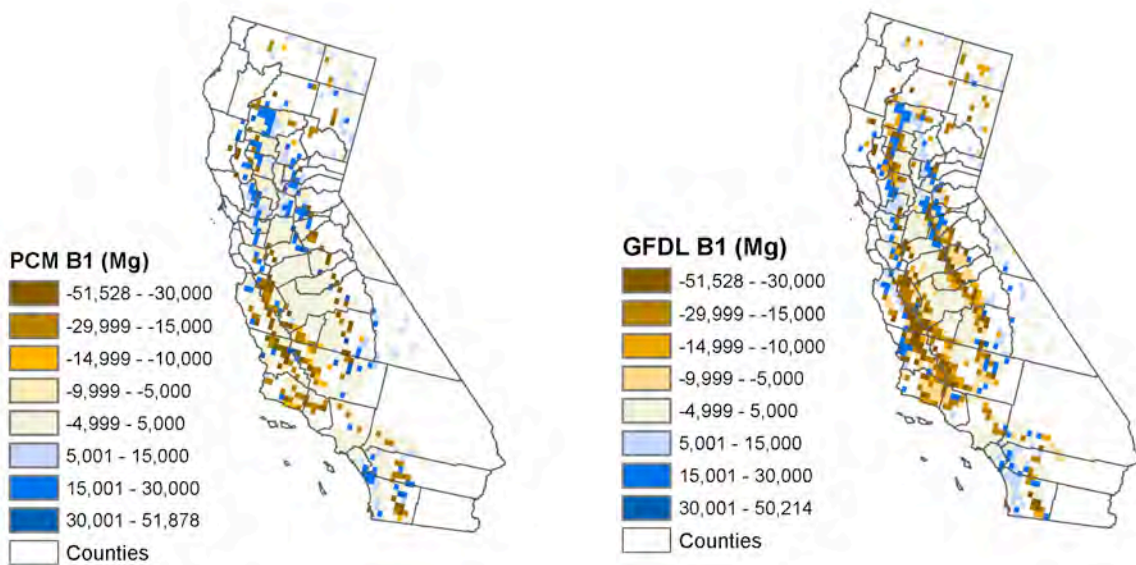 PCM B1 (Mg)
-51,528 - -30,000
-29,999 - -15,000
-14,999 - -10,000
-9,999 - -5,000
-4,999 - 5,000
5,001 - 15,000
15,001 - 30,000
30,001 - 51,878
Counties
GFDL B1 (Mg)
-51,528 - -30,000
-29,999 - -15,000
-14,999 - -10,000
-9,999 - -5,000
-4,999 - 5,000
5,001 - 15,000
15,001 - 30,000
30,001 - 50,214
Counties